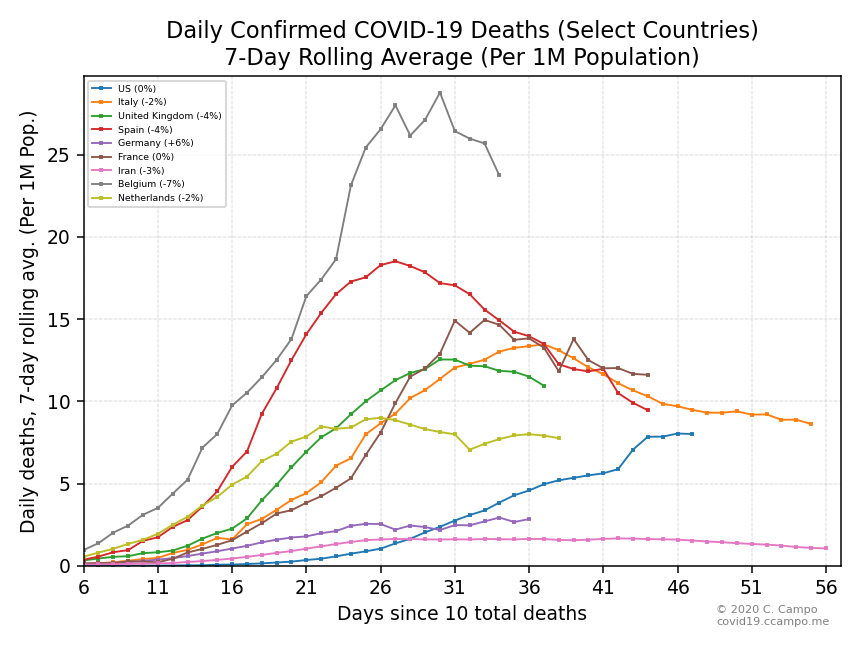 Daily Confirmed COVID-19 Deaths (Select Countries)
7-Day Rolling Average (Per 1M Population)
Daily deaths, 7-day rolling avg. (Per 1M Pop.)
US (0%)
Italy (-2%)
United Kingdom (-4%)
Spain (-4%)
Germany (+6%)
France (0%)
Iran (-3%)
Belgium (-7%)
Netherlands (-2%)
25
20
15
10
5
0
6 11 16 21 26 31 36 41 46 51 56
Days since 10 total deaths
© 2020 C. Campo
covid19.ccampo.me